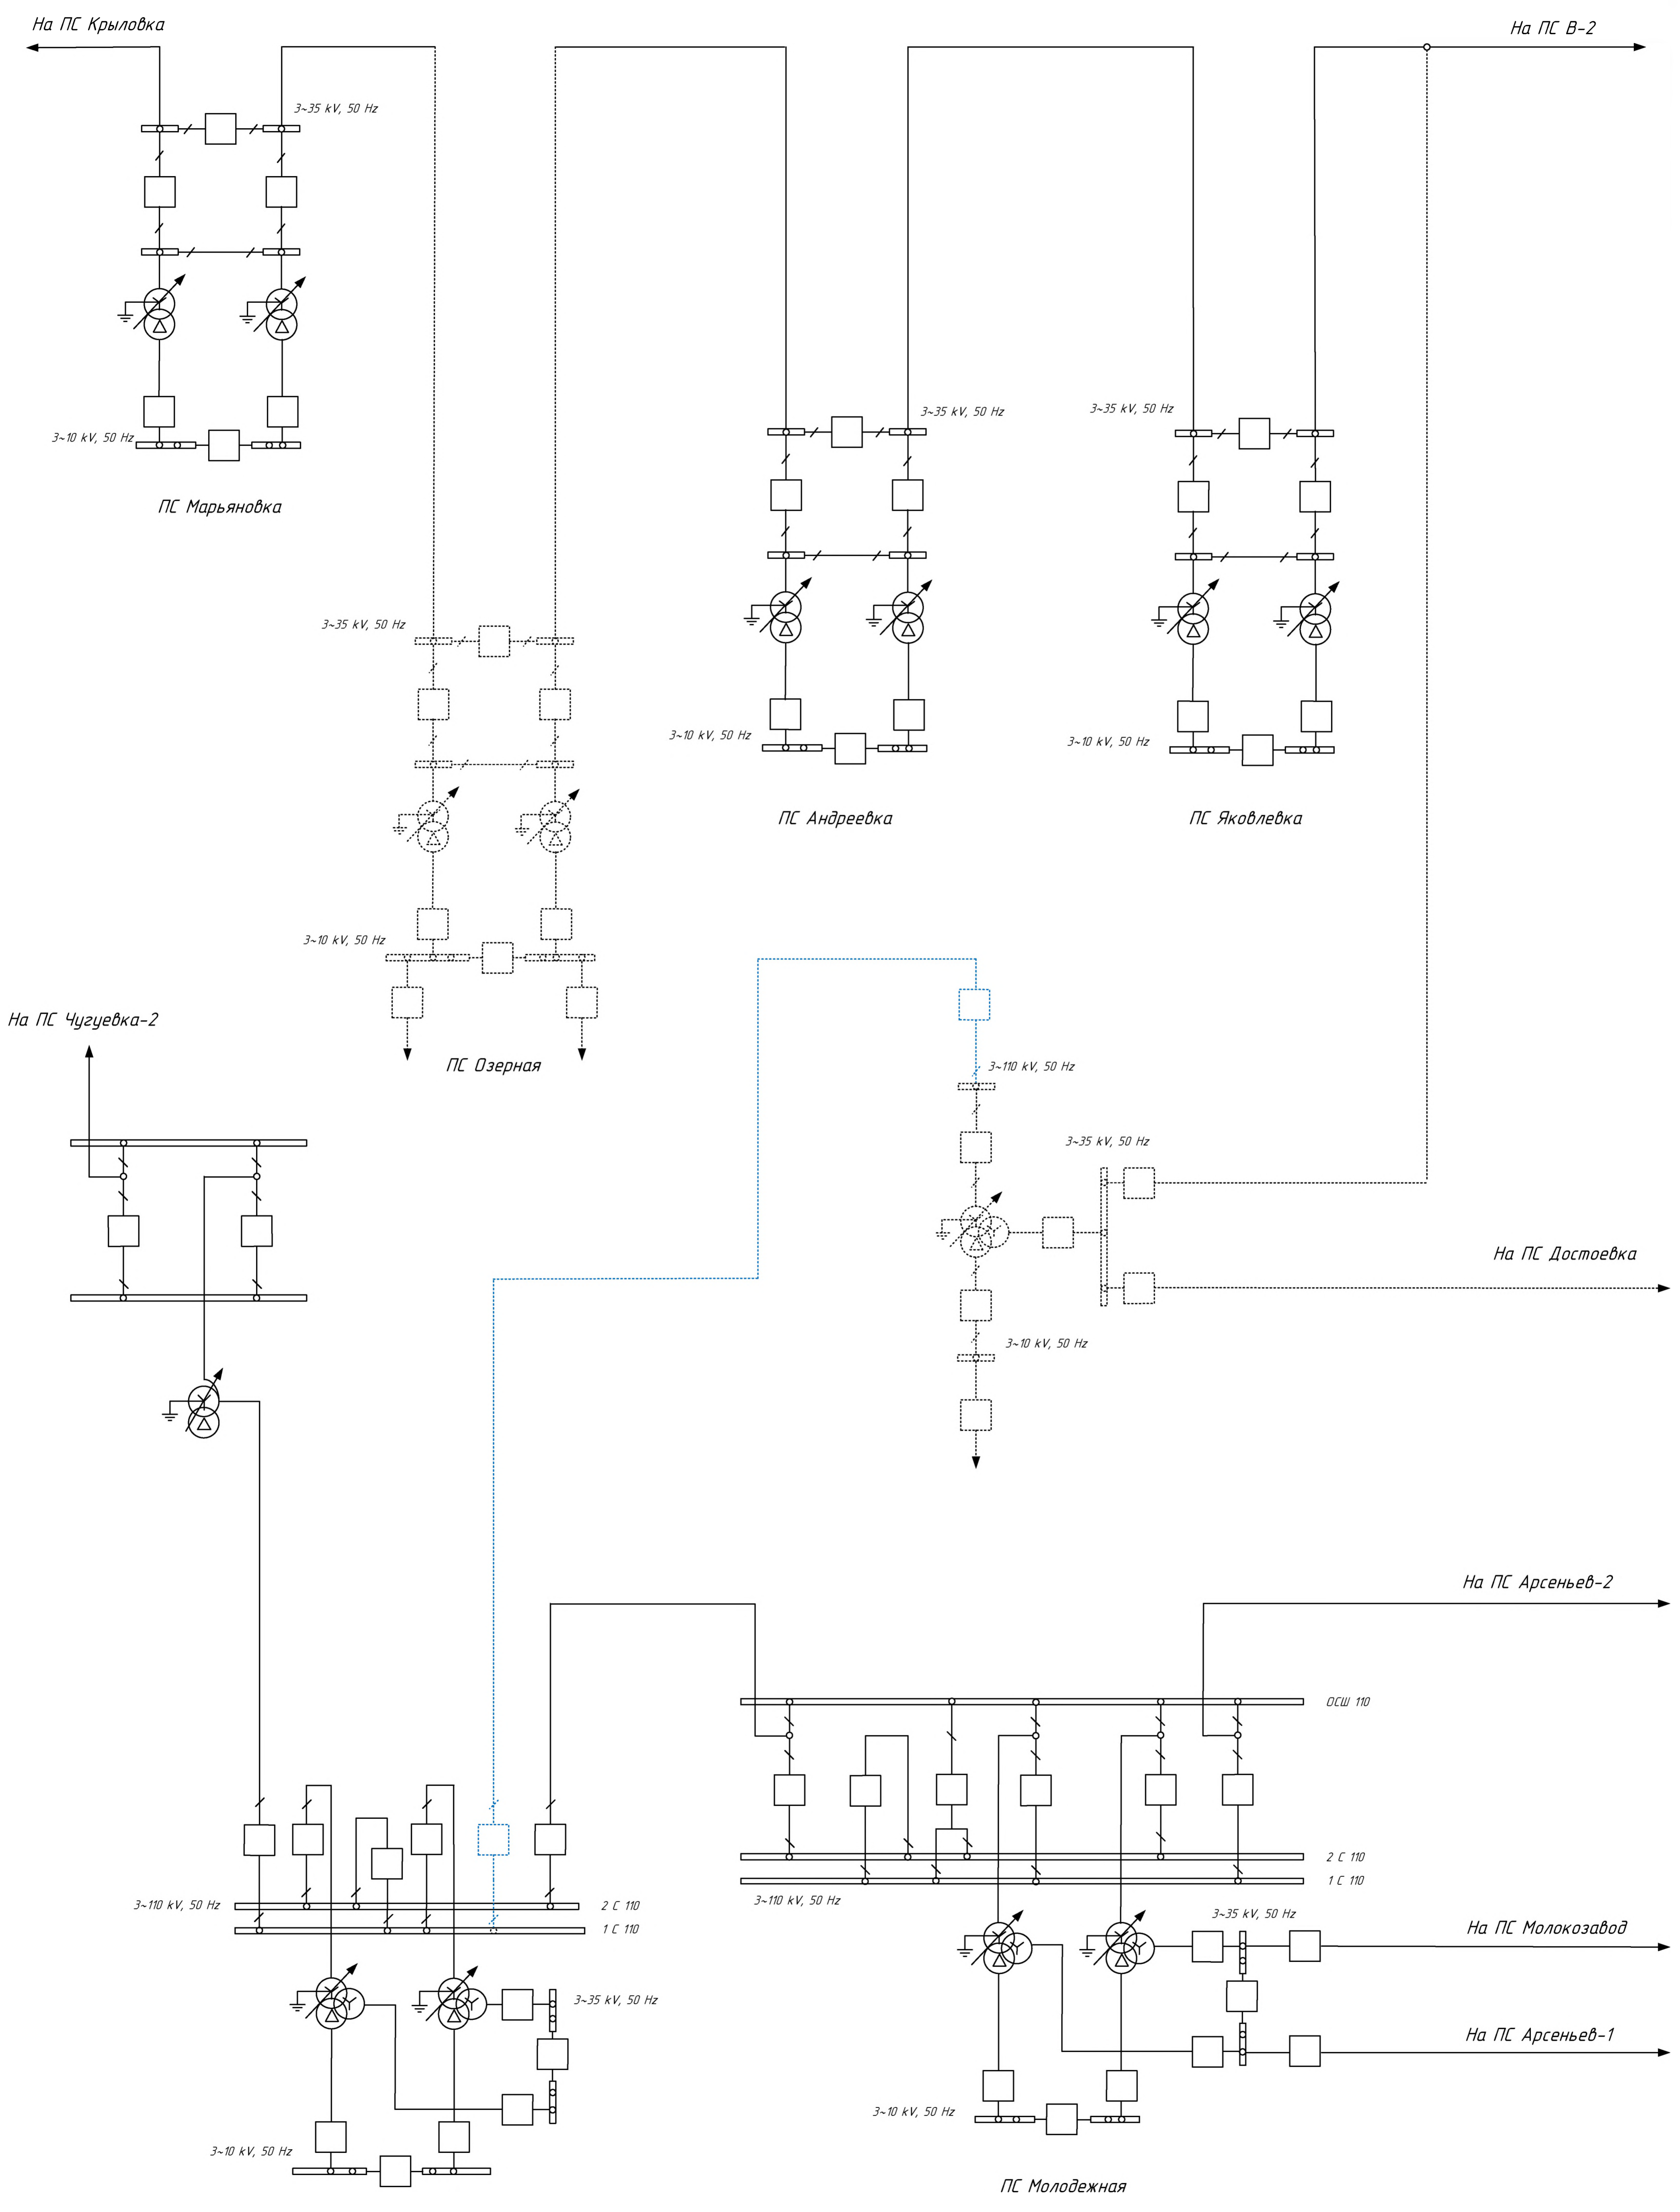 На ПС Крыловка
На ПС В-2
3~35 kV, 50 Hz
3~10 kV, 50 Hz
ПС Марьяновка
3~35 kV, 50 Hz
3~35 kV, 50 Hz
3~35 kV, 50 Hz
3~10 kV, 50 Hz
3~10 kV, 50 Hz
ПС Андреевка
ПС Яковлевка
3~10 kV, 50 Hz
На ПС Чугуевка-2
ПС Озерная
3~110 kV, 50 Hz
3~35 kV, 50 Hz
На ПС Достоевка
3~10 kV, 50 Hz
На ПС Арсеньев-2
ОСШ 110
2 С 110
1 С 110
3~110 kV, 50 Hz
3~110 kV, 50 Hz
2 С 110
1 С 110
3~35 kV, 50 Hz
На ПС Молокозавод
3~35 kV, 50 Hz
На ПС Арсеньев-1
3~10 kV, 50 Hz
3~10 kV, 50 Hz
ПС Молодежная